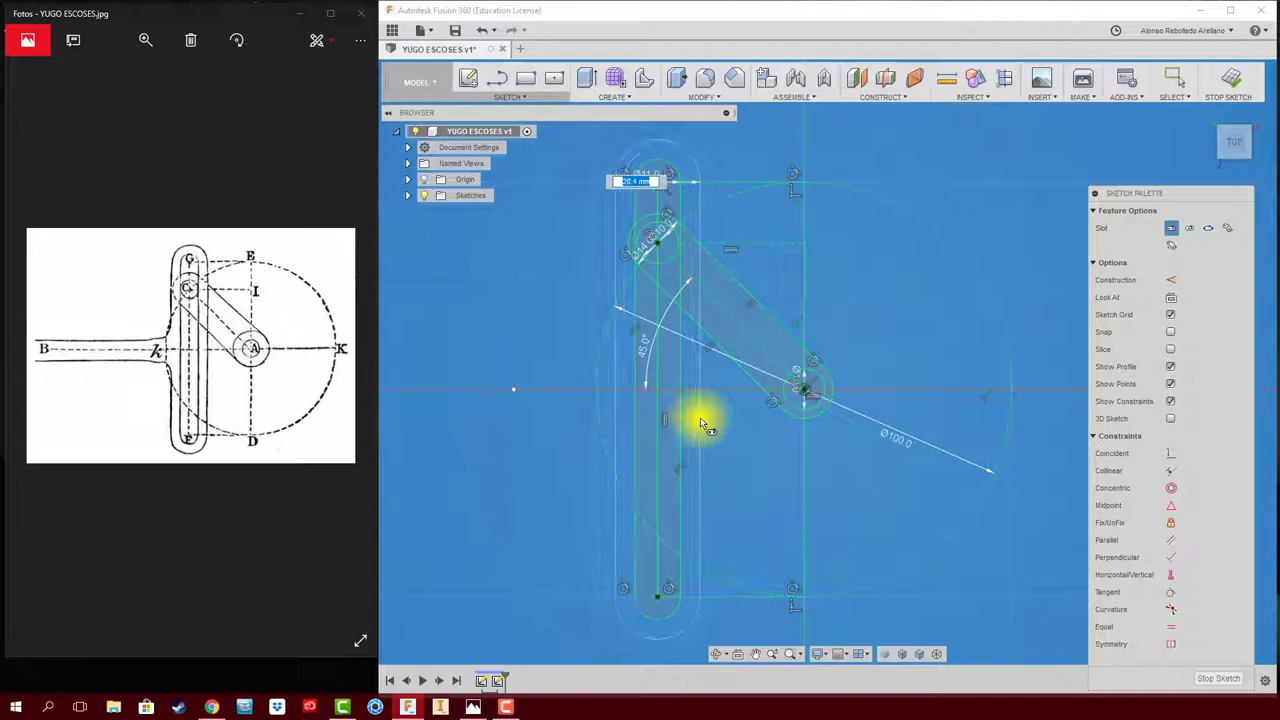 Fotos - YUGO ESCOSES.jpg
Autodesk Fusion 360 (Education License)
Alonso Rebolledo Arellano
YUGO ESCOSES v1*
MODEL
SKETCH
CREATE
MODIFY
ASSEMBLE
CONSTRUCT
INSPECT
INSERT
MAKE
ADD-INS
SELECT
STOP SKETCH
BROWSER
YUGO ESCOSES v1
Document Settings
Named Views
Origin
Sketches
TOP
SKETCH PALETTE
Feature Options
Slot
Options
Construction
Look At
Sketch Grid
Snap
Slice
Show Profile
Show Points
Show Constraints
3D Sketch
Constraints
Coincident
Collinear
Concentric
Midpoint
Fix/UnFix
Parallel
Perpendicular
Horizontal/Vertical
Tangent
Curvature
Equal
Symmetry
Stop Sketch
G E
C I
B A K
F D
45.0°
Ø100.0